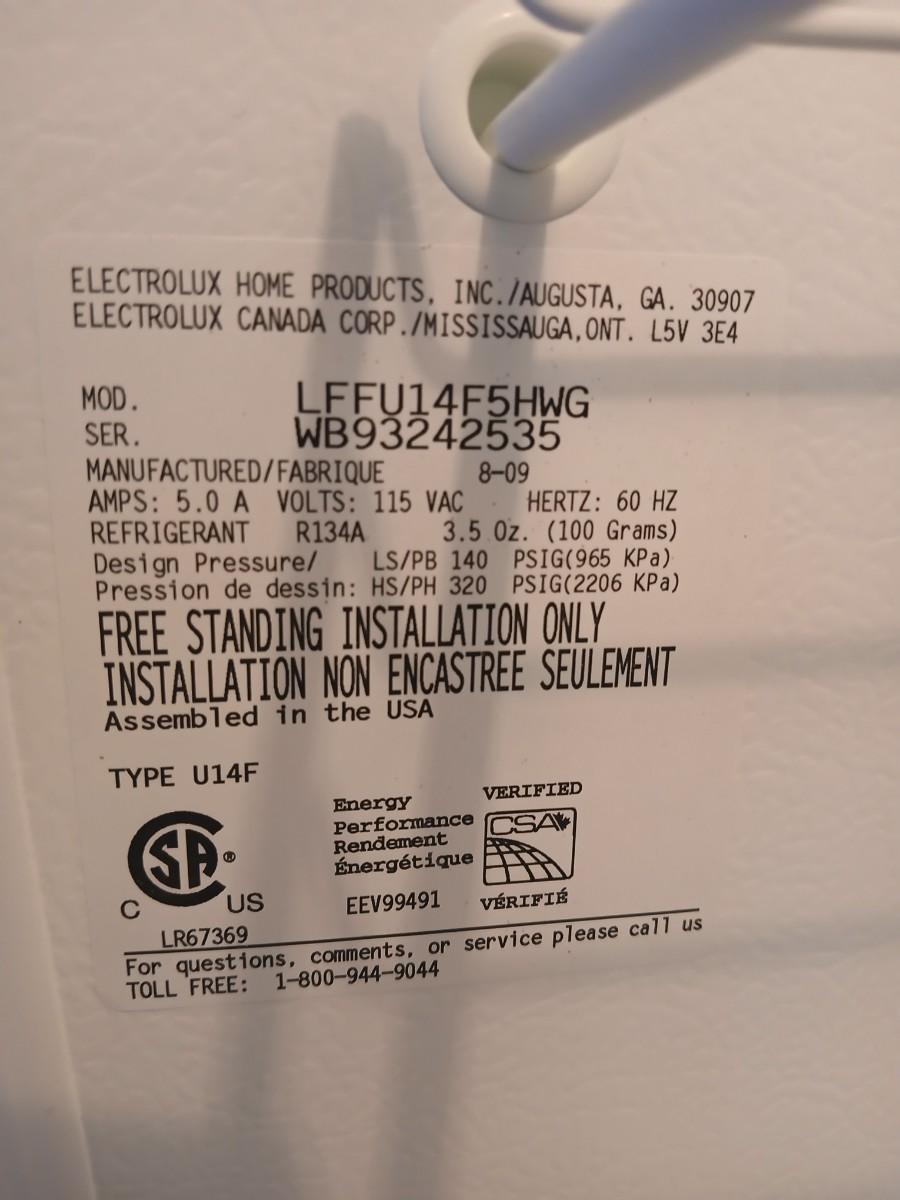 ELECTROLUX HOME PRODUCTS, INC./AUGUSTA, GA. 30907
ELECTROLUX CANADA CORP./MISSISSAUGA,ONT. L5V 3E4
MOD. LFFU14F5HWG
SER. WB93242535
MANUFACTURED/FABRIQUE 8-09
AMPS: 5.0 A VOLTS: 115 VAC HERTZ: 60 HZ
REFRIGERANT R134A 3.5 Oz. (100 Grams)
Design Pressure/ LS/PB 140 PSIG(965 KPa)
Pression de dessin: HS/PH 320 PSIG(2206 KPa)
FREE STANDING INSTALLATION ONLY
INSTALLATION NON ENCASTREE SEULEMENT
Assembled in the USA
TYPE U14F
Energy
Performance
Rendement
Énergétique
EEV99491
VERIFIED
CSA
VÉRIFIÉ
C SA® US
LR67369
For questions, comments, or service please call us
TOLL FREE: 1-800-944-9044